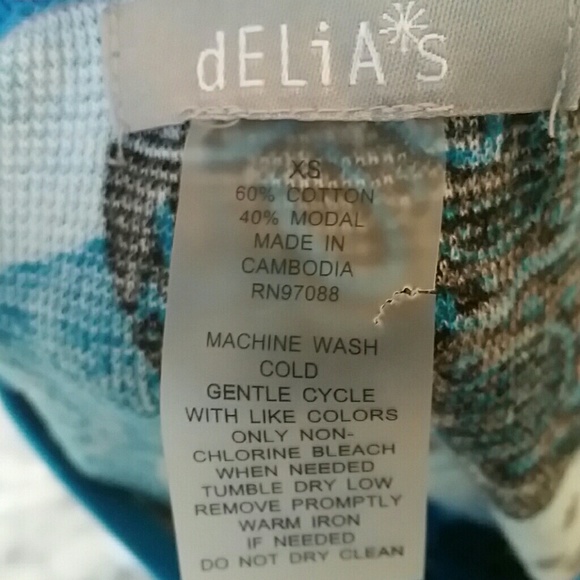 dELiA*S
XS
60% COTTON
40% MODAL
MADE IN
CAMBODIA
RN97088
MACHINE WASH
COLD
GENTLE CYCLE
WITH LIKE COLORS
ONLY NON-
CHLORINE BLEACH
WHEN NEEDED
TUMBLE DRY LOW
REMOVE PROMPTLY
WARM IRON
IF NEEDED
DO NOT DRY CLEAN